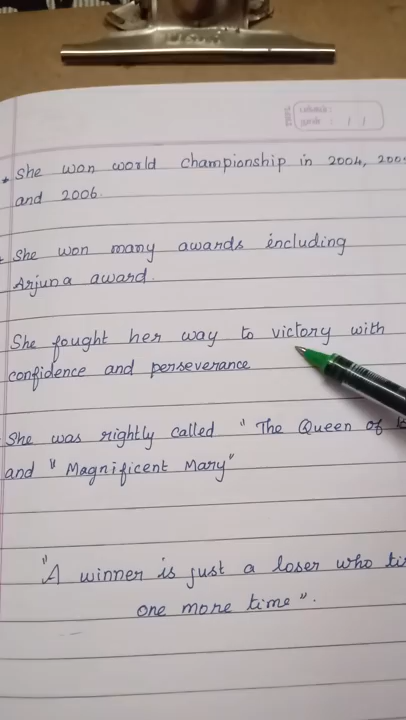 She won world championship in 2004,
and 2006.
She won many awards including
Arjuna award.
She fought her way to victory with
confidence and perseverance
She was rightly called " The Queen of
and " Magnificent Mary"
"A winner is just a loser who
one more time".